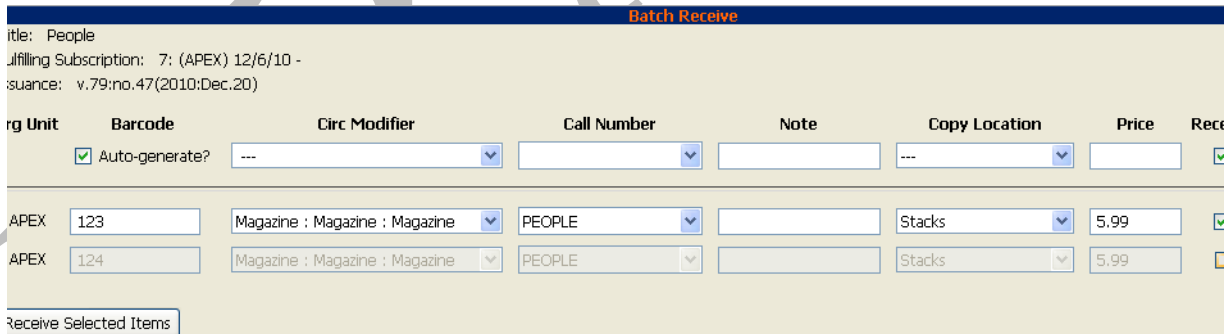 Batch Receive
itle: People
ulfilling Subscription: 7: (APEX) 12/6/10 -
suance: v.79:no.47(2010:Dec.20)
rg Unit Barcode Circ Modifier Call Number Note Copy Location Price Rece
Auto-generate? --- ---
APEX 123 Magazine : Magazine : Magazine PEOPLE Stacks 5.99
APEX 124 Magazine : Magazine : Magazine PEOPLE Stacks 5.99
Receive Selected Items